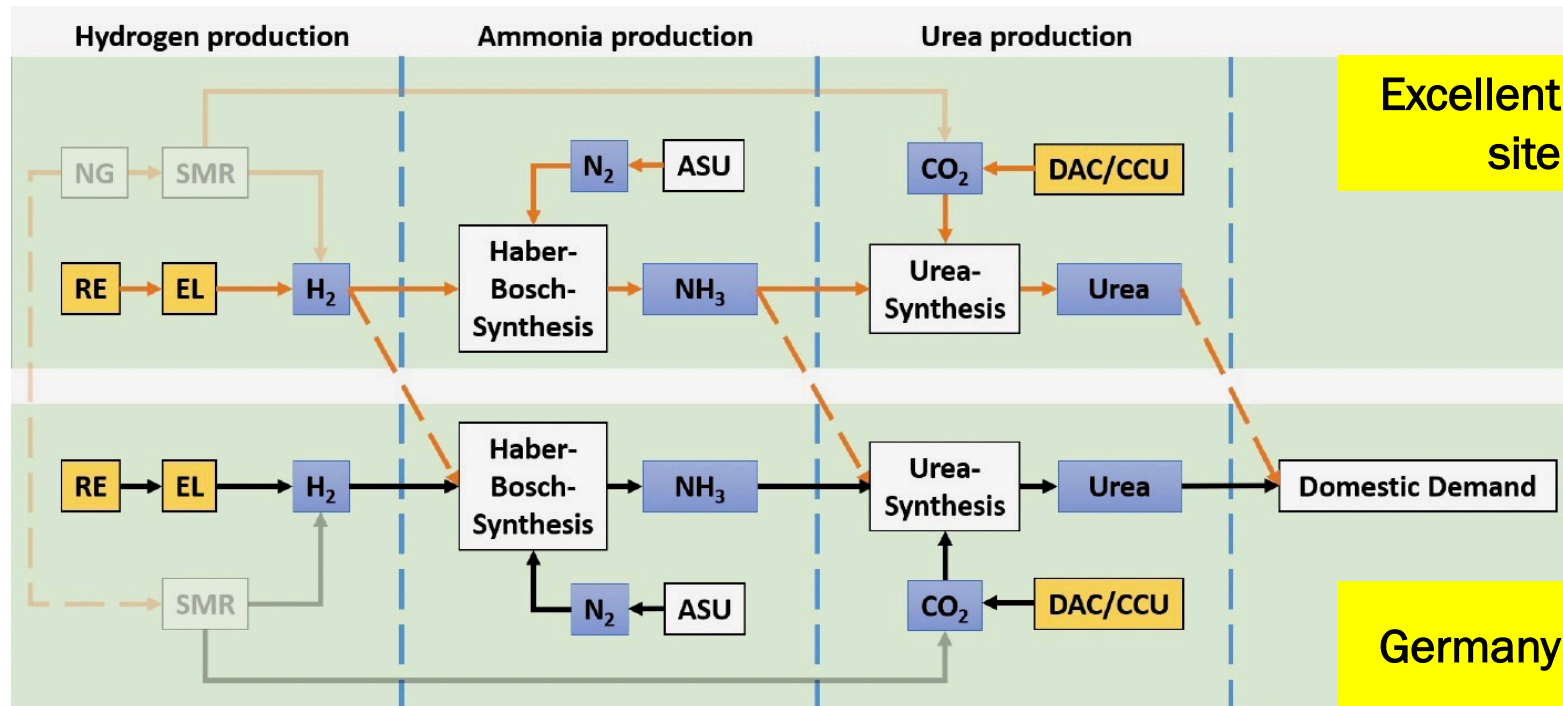 Hydrogen production
Ammonia production
Urea production
Excellent
site
NG
SMR
N₂
ASU
CO₂
DAC/CCU
RE
EL
H₂
Haber-
Bosch-
Synthesis
NH₃
Urea-
Synthesis
Urea
RE
EL
H₂
Haber-
Bosch-
Synthesis
NH₃
Urea-
Synthesis
Urea
Domestic Demand
SMR
N₂
ASU
CO₂
DAC/CCU
Germany